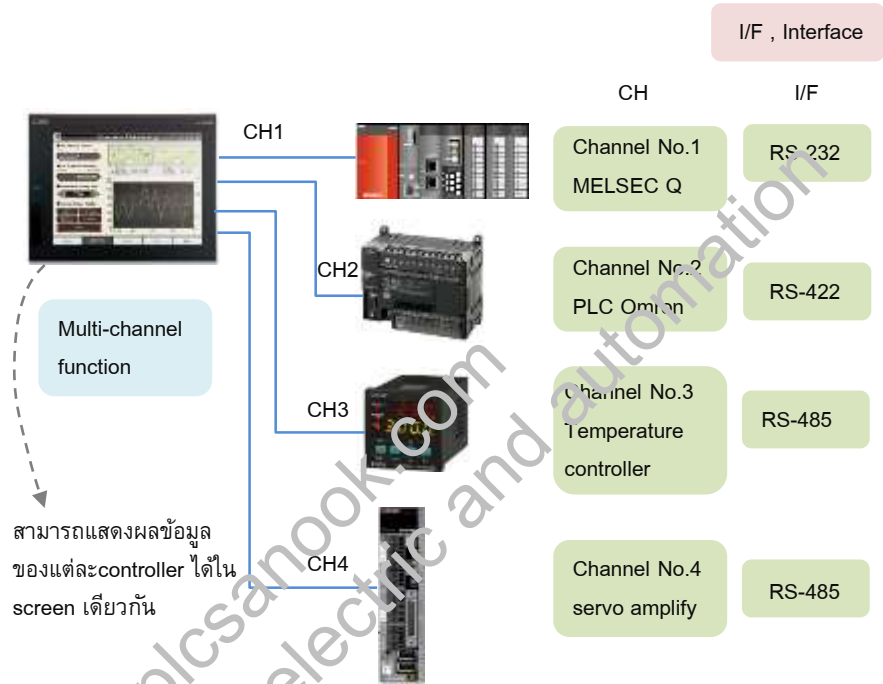 I/F , Interface
CH
I/F
CH1
Channel No.1
MELSEC Q
RS-232
CH2
Channel No.2
PLC Omron
RS-422
Multi-channel
function
CH3
Channel No.3
Temperature
controller
RS-485
สามารถแสดงผลข้อมูล
ของแต่ละcontroller ได้ใน
screen เดียวกัน
CH4
Channel No.4
servo amplify
RS-485
plcsanook.com
electric and automation